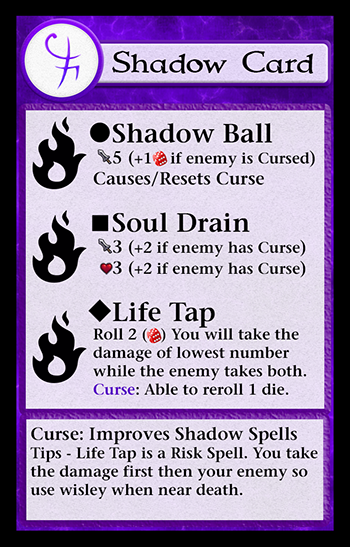 Shadow Card
Shadow Ball
5 (+1 if enemy is Cursed)
Causes/Resets Curse
Soul Drain
3 (+2 if enemy has Curse)
3 (+2 if enemy has Curse)
Life Tap
Roll 2 ( ) You will take the
damage of lowest number
while the enemy takes both.
Curse: Able to reroll 1 die.
Curse: Improves Shadow Spells
Tips - Life Tap is a Risk Spell. You take
the damage first then your enemy so
use wisley when near death.